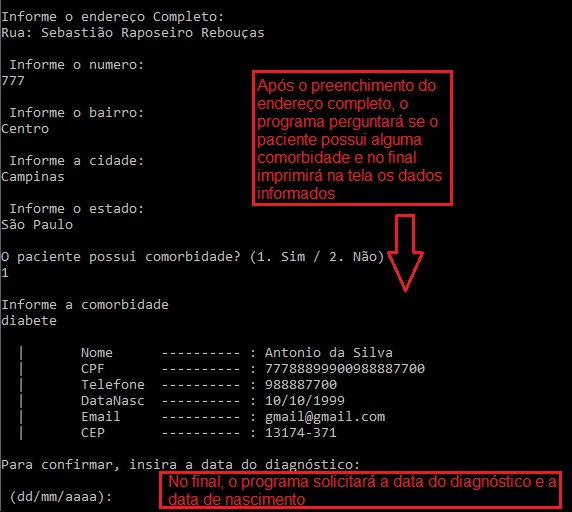 Informe o endereço Completo:
Rua: Sebastião Raposeiro Rebouças
Informe o numero:
777
Informe o bairro:
Centro
Informe a cidade:
Campinas
Informe o estado:
São Paulo
Após o preenchimento do
endereço completo, o
programa perguntará se o
paciente possui alguma
comorbidade e no final
imprimirá na tela os dados
informados
O paciente possui comorbidade? (1. Sim / 2. Não)
1
Informe a comorbidade
diabete
| Nome ---------- : Antonio da Silva
| CPF ---------- : 77788899900988887700
| Telefone ---------- : 988887700
| DataNasc ---------- : 10/10/1999
| Email ---------- : gmail@gmail.com
| CEP ---------- : 13174-371
Para confirmar, insira a data do diagnóstico:
(dd/mm/aaaa):
No final, o programa solicitará a data do diagnóstico e a
data de nascimento